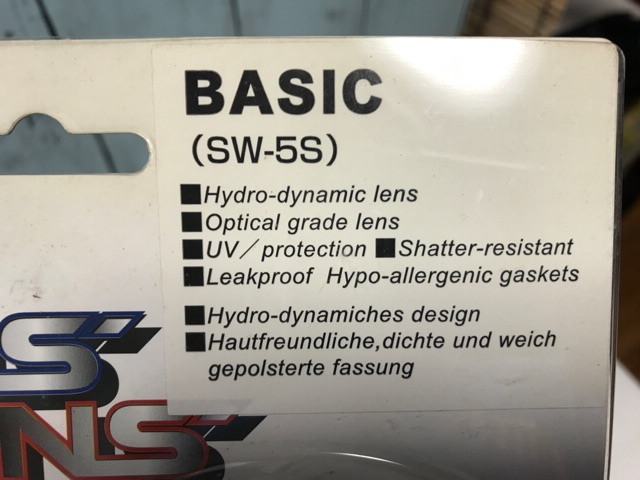 BASIC
(SW-5S)
■Hydro-dynamic lens
■Optical grade lens
■UV/protection ■Shatter-resistant
■Leakproof Hypo-allergenic gaskets
■Hydro-dynamiches design
■Hautfreundliche,dichte und weich
gepolsterte fassung